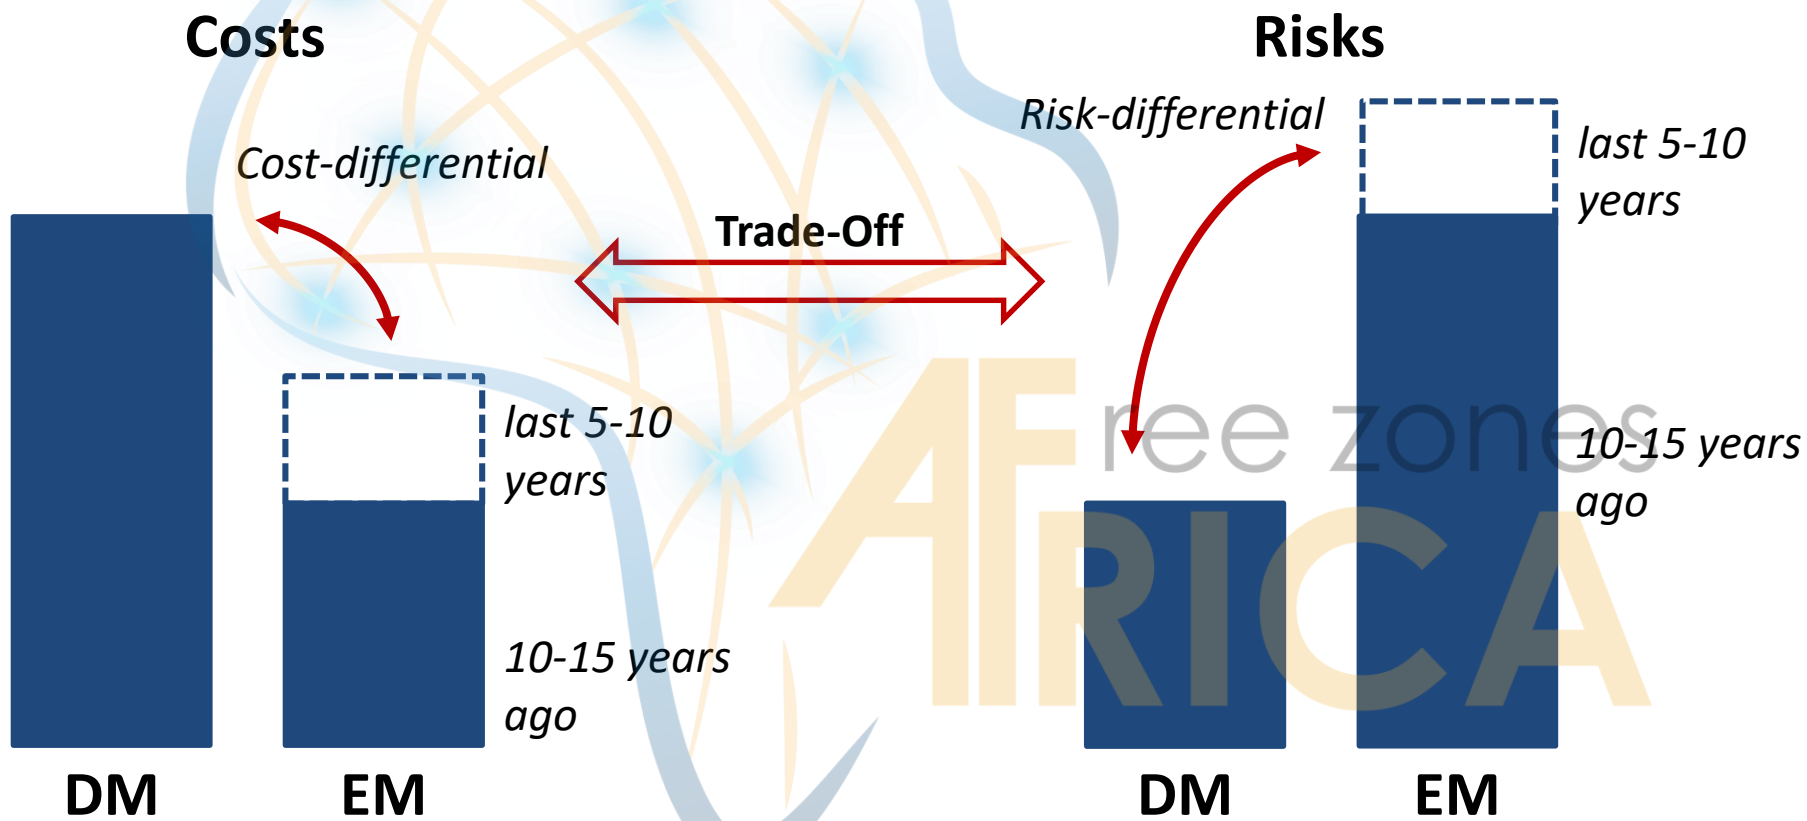 Costs
Cost-differential
last 5-10
years
10-15 years
ago
DM
EM
Trade-Off
Risks
Risk-differential
last 5-10
years
10-15 years
ago
DM
EM
AFree zones
AFRICA